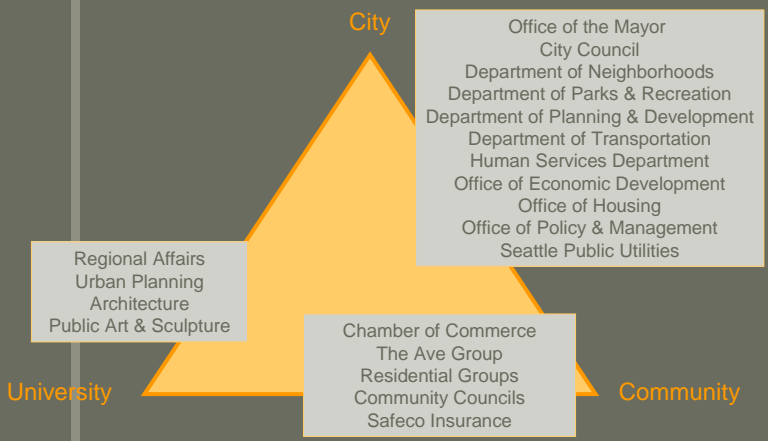 City
Office of the Mayor
City Council
Department of Neighborhoods
Department of Parks & Recreation
Department of Planning & Development
Department of Transportation
Human Services Department
Office of Economic Development
Office of Housing
Office of Policy & Management
Seattle Public Utilities
Regional Affairs
Urban Planning
Architecture
Public Art & Sculpture
Chamber of Commerce
The Ave Group
Residential Groups
Community Councils
Safeco Insurance
University
Community